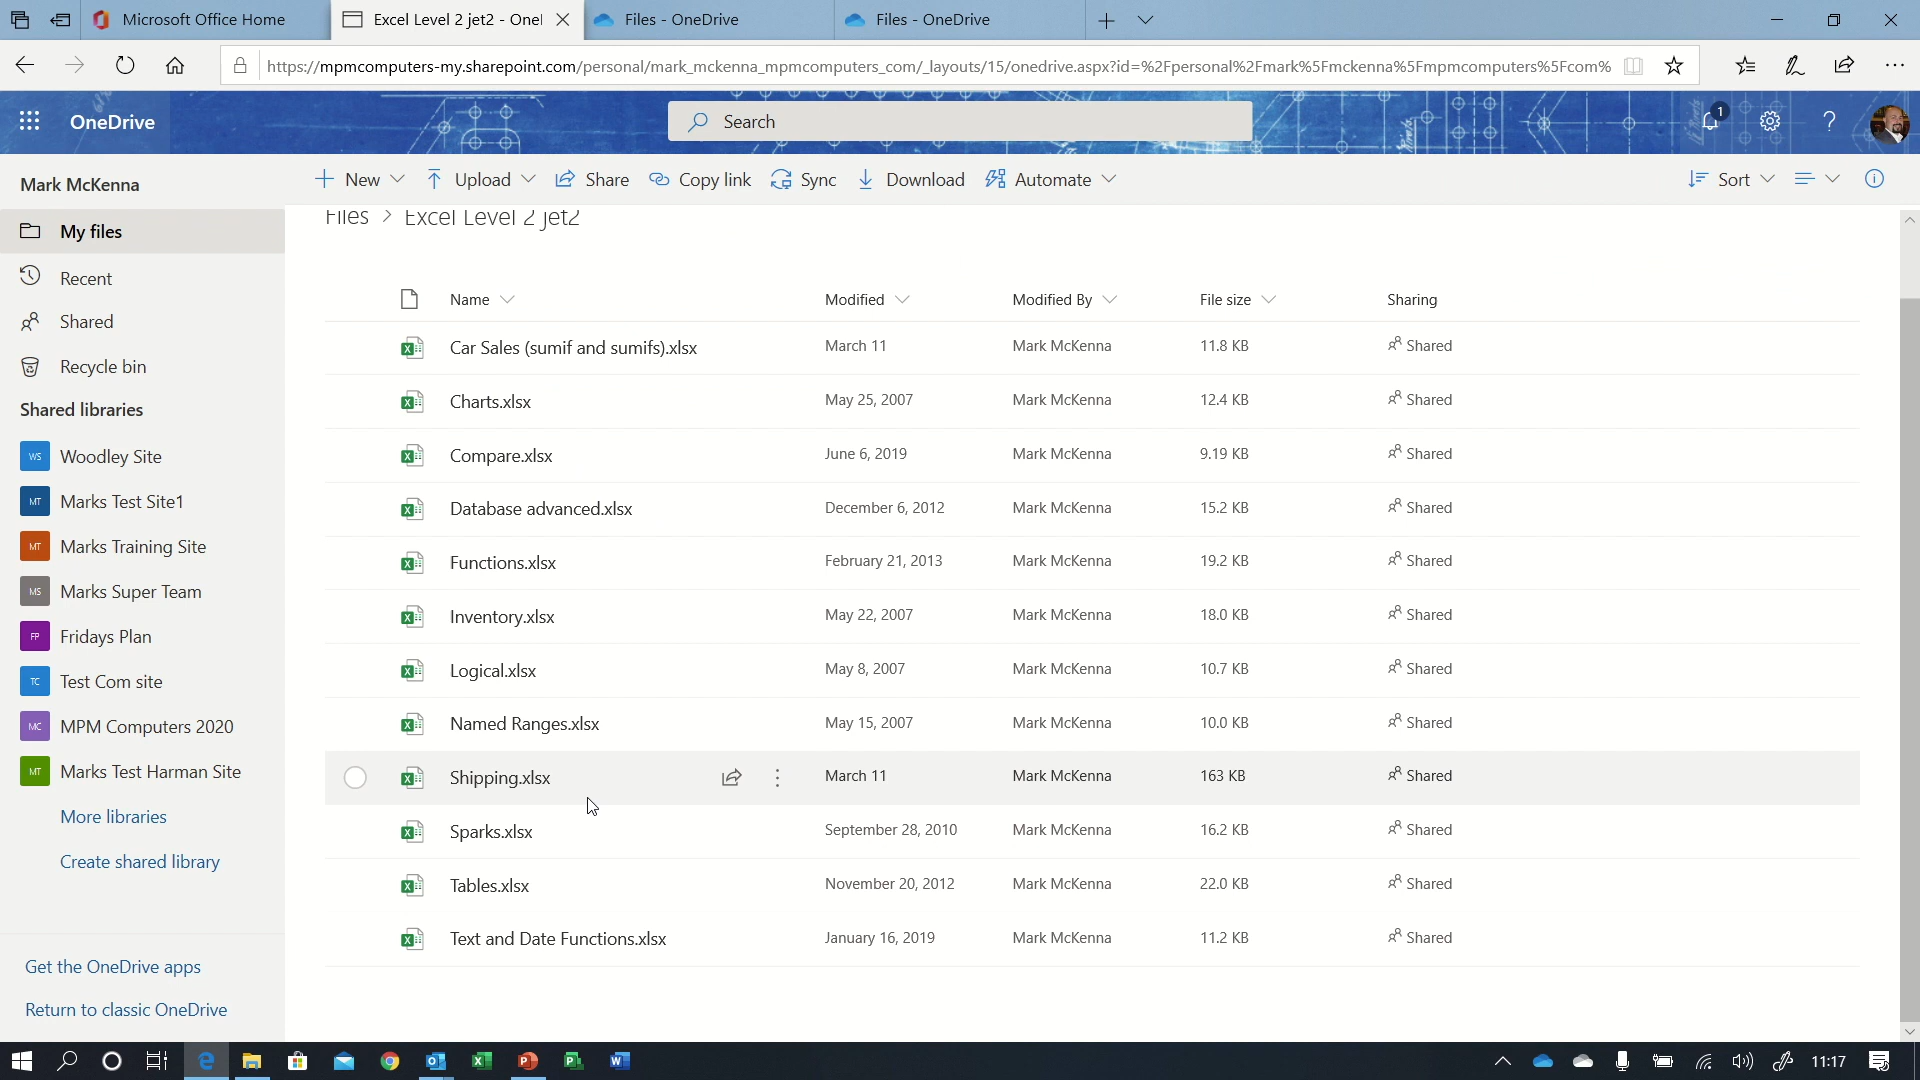 Microsoft Office Home
Excel Level 2 jet2 - Onel
Files - OneDrive
Files - OneDrive
https://mpmcomputers-my.sharepoint.com/personal/mark_mckenna_mpmcomputers_com/_layouts/15/onedrive.aspx?id=%2Fpersonal%2Fmark%5Fmckenna%5Fmpmcomputers%5Fcom%
OneDrive
Search
1
?
Mark McKenna
New
Upload
Share
Copy link
Sync
Download
Automate
Sort
My files
Recent
Shared
Recycle bin
Shared libraries
WS Woodley Site
MT Marks Test Site1
MT Marks Training Site
MS Marks Super Team
FP Fridays Plan
TC Test Com site
MC MPM Computers 2020
MT Marks Test Harman Site
More libraries
Create shared library
Get the OneDrive apps
Return to classic OneDrive
Files > Excel Level 2 jet2
Name Modified Modified By File size Sharing
Car Sales (sumif and sumifs).xlsx March 11 Mark McKenna 11.8 KB Shared
Charts.xlsx May 25, 2007 Mark McKenna 12.4 KB Shared
Compare.xlsx June 6, 2019 Mark McKenna 9.19 KB Shared
Database advanced.xlsx December 6, 2012 Mark McKenna 15.2 KB Shared
Functions.xlsx February 21, 2013 Mark McKenna 19.2 KB Shared
Inventory.xlsx May 22, 2007 Mark McKenna 18.0 KB Shared
Logical.xlsx May 8, 2007 Mark McKenna 10.7 KB Shared
Named Ranges.xlsx May 15, 2007 Mark McKenna 10.0 KB Shared
Shipping.xlsx March 11 Mark McKenna 163 KB Shared
Sparks.xlsx September 28, 2010 Mark McKenna 16.2 KB Shared
Tables.xlsx November 20, 2012 Mark McKenna 22.0 KB Shared
Text and Date Functions.xlsx January 16, 2019 Mark McKenna 11.2 KB Shared
11:17